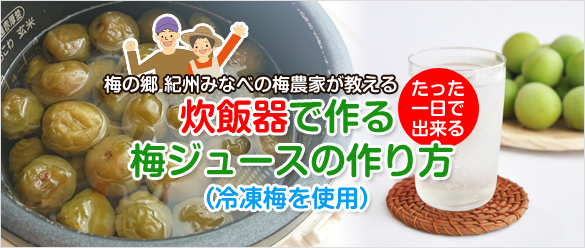 梅の郷 紀州みなべの梅農家が教える
たった
一日で
出来る
炊飯器で作る
梅ジュースの作り方
(冷凍梅を使用)
玄米